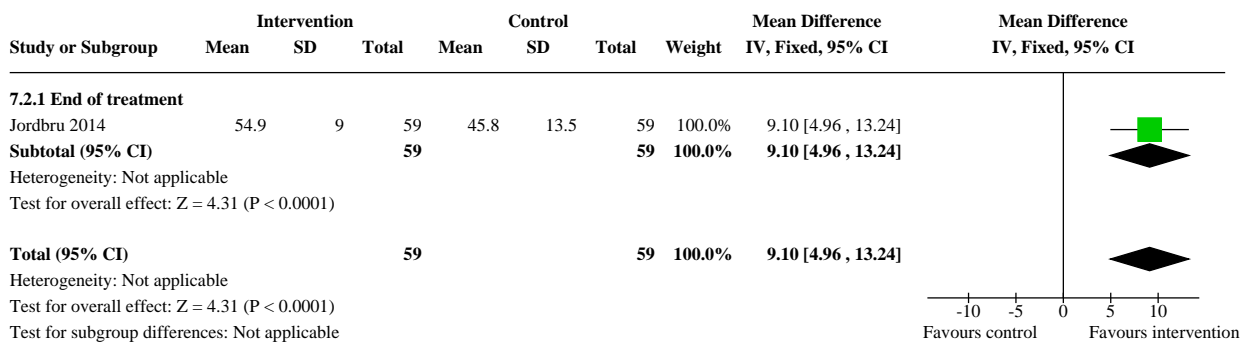 Intervention Control Mean Difference Mean Difference
Study or Subgroup Mean SD Total Mean SD Total Weight IV, Fixed, 95% CI IV, Fixed, 95% CI
7.2.1 End of treatment
Jordbru 2014 54.9 9 59 45.8 13.5 59 100.0% 9.10 [4.96 , 13.24]
Subtotal (95% CI) 59 59 100.0% 9.10 [4.96 , 13.24]
Heterogeneity: Not applicable
Test for overall effect: Z = 4.31 (P < 0.0001)
Total (95% CI) 59 59 100.0% 9.10 [4.96 , 13.24]
Heterogeneity: Not applicable
Test for overall effect: Z = 4.31 (P < 0.0001)
-10 -5 0 5 10
Test for subgroup differences: Not applicable
Favours control Favours intervention